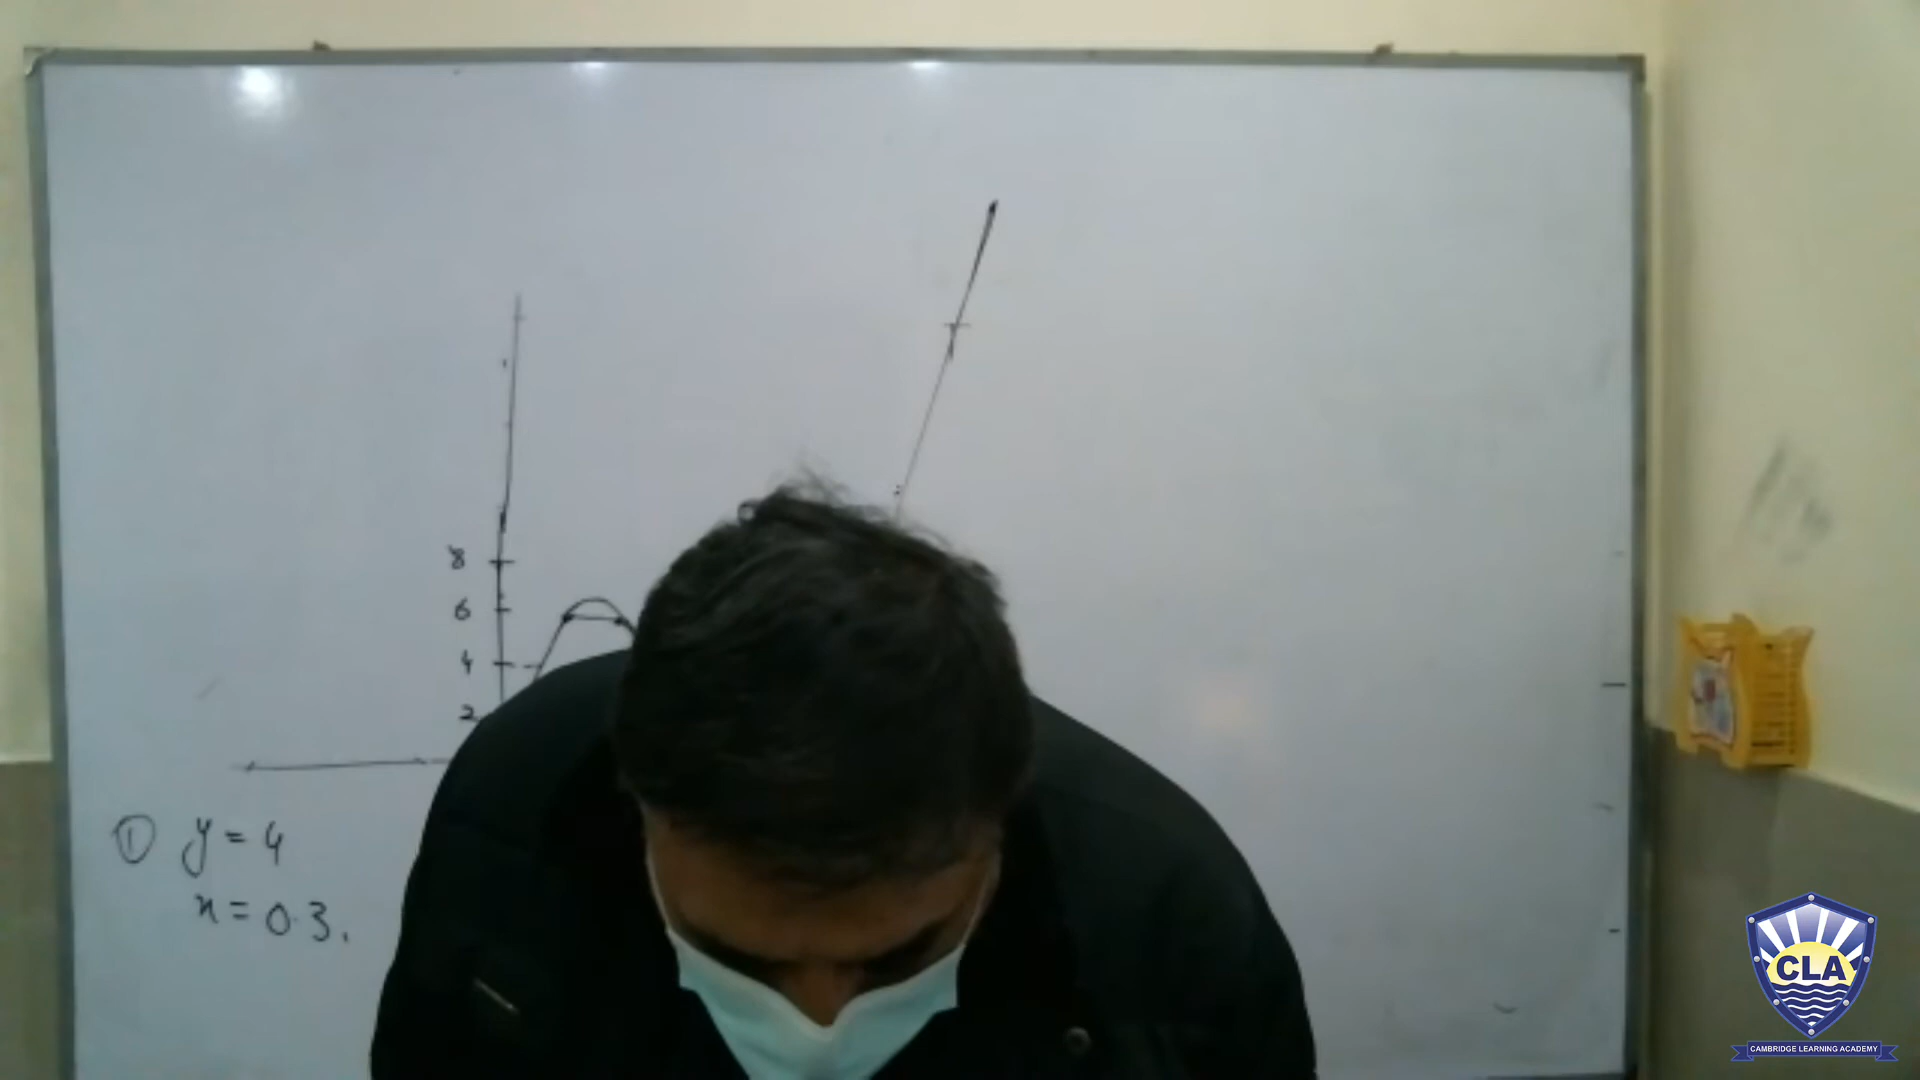 8
6
4
2
① y = 4
x = 0.3.
CLA
CAMBRIDGE LEARNING ACADEMY